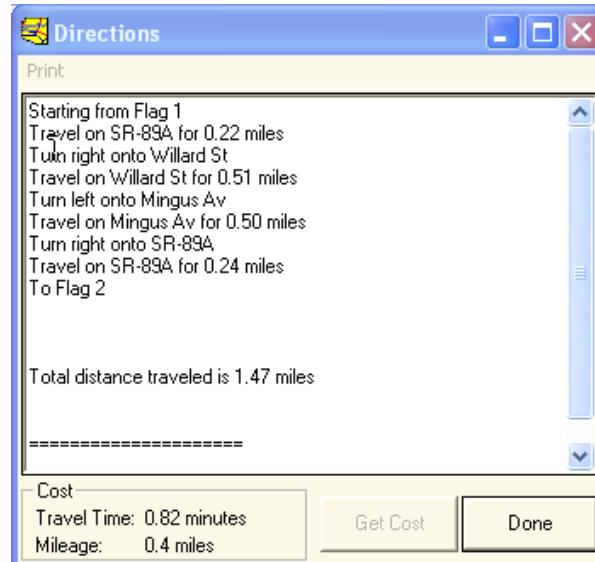 Directions
Print
Starting from Flag 1
Travel on SR-89A for 0.22 miles
Turn right onto Willard St
Travel on Willard St for 0.51 miles
Turn left onto Mingus Av
Travel on Mingus Av for 0.50 miles
Turn right onto SR-89A
Travel on SR-89A for 0.24 miles
To Flag 2
Total distance traveled is 1.47 miles
=====================
Cost
Travel Time: 0.82 minutes
Mileage: 0.4 miles
Get Cost
Done